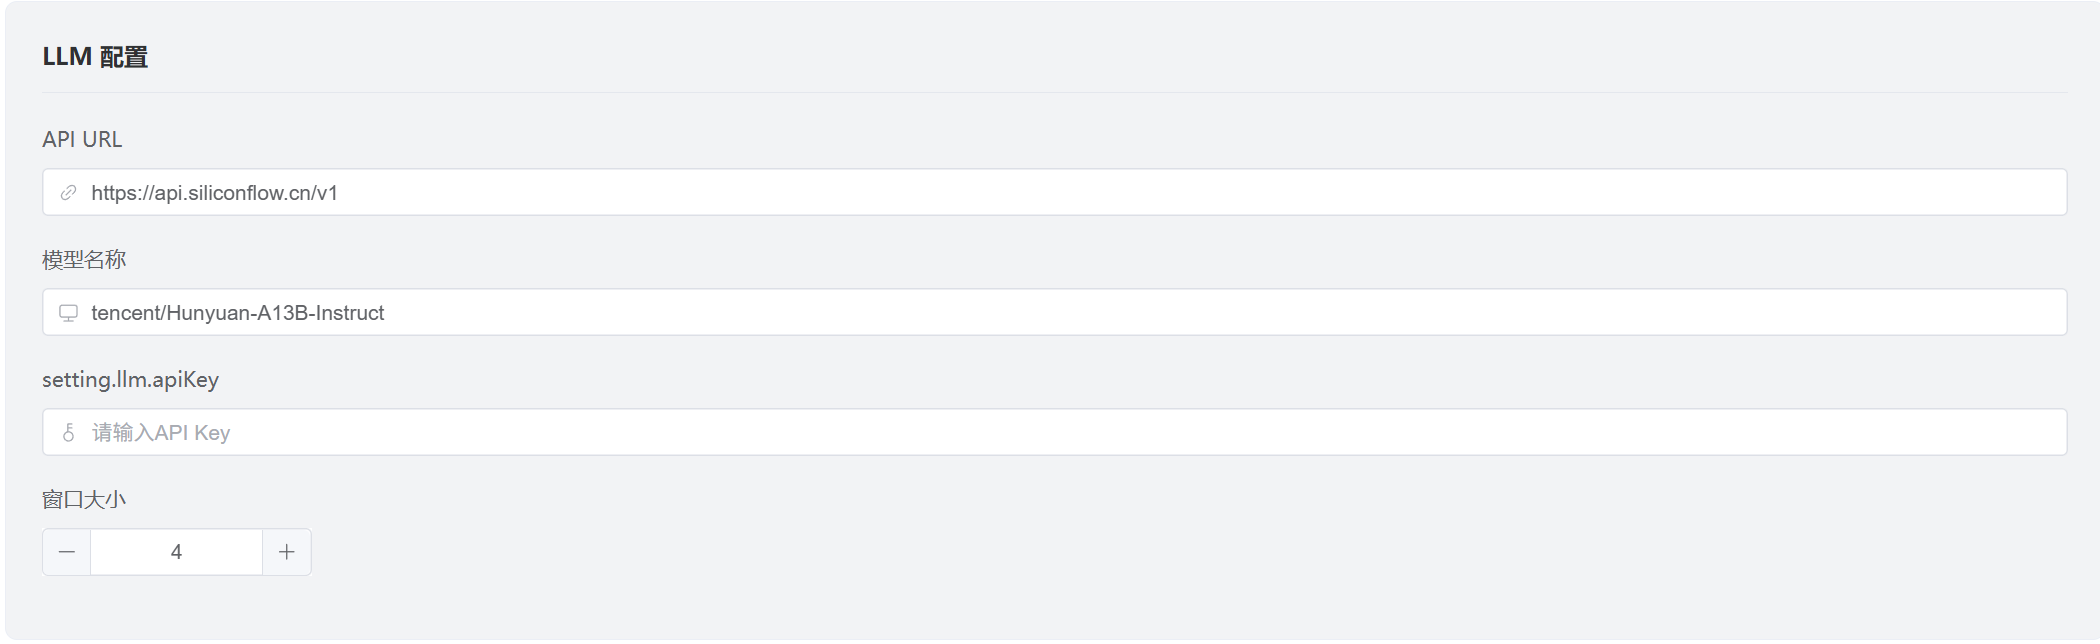 LLM 配置
API URL
https://api.siliconflow.cn/v1
模型名称
tencent/Hunyuan-A13B-Instruct
setting.llm.apiKey
请输入API Key
窗口大小
4